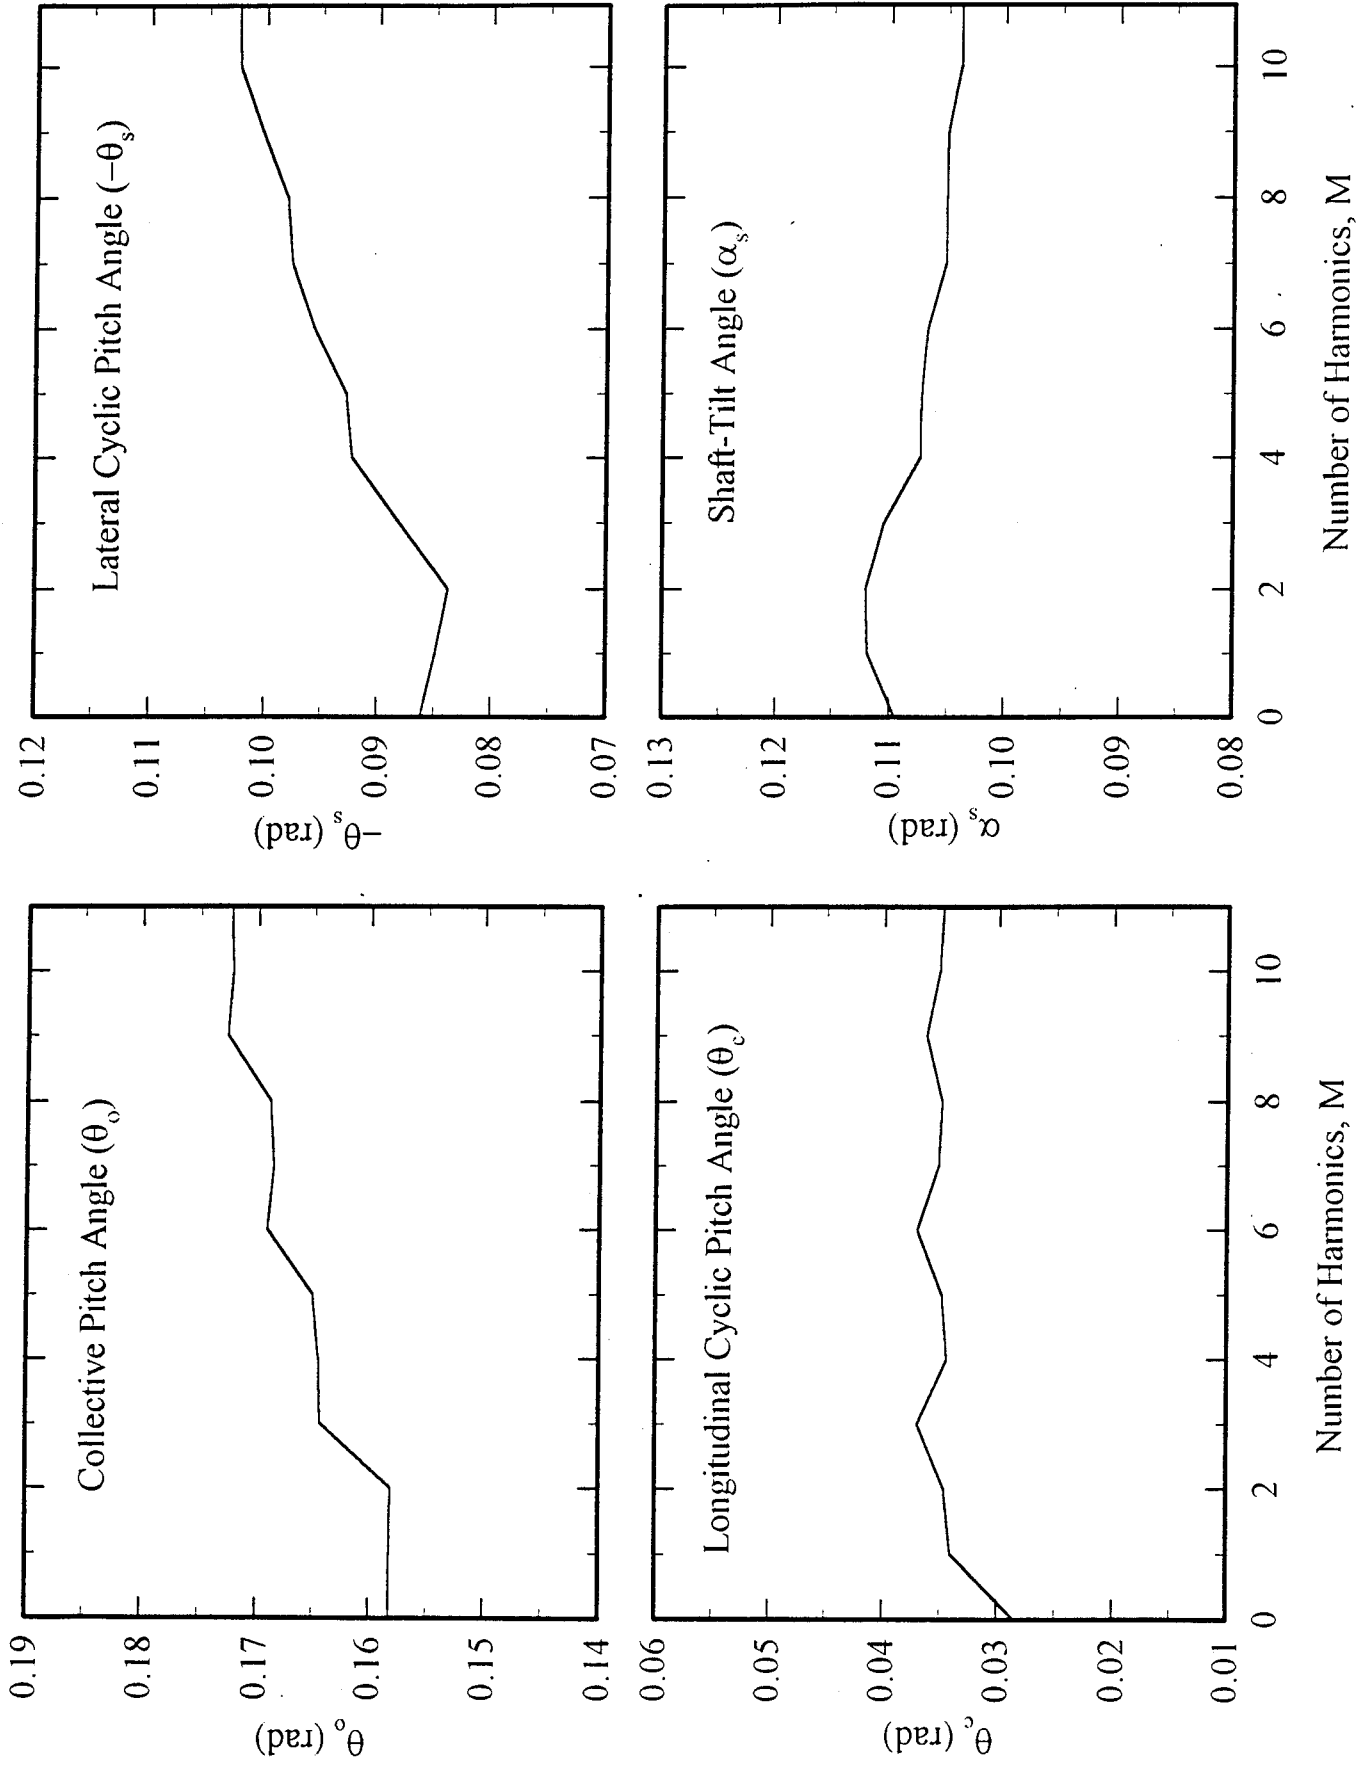 Collective Pitch Angle (θₒ)
θₒ (rad)
0.19
0.18
0.17
0.16
0.15
0.14
Lateral Cyclic Pitch Angle (−θₛ)
−θₛ (rad)
0.12
0.11
0.10
0.09
0.08
0.07
Longitudinal Cyclic Pitch Angle (θc)
θc (rad)
0.06
0.05
0.04
0.03
0.02
0.01
0 2 4 6 8 10
Number of Harmonics, M
Shaft-Tilt Angle (αₛ)
αₛ (rad)
0.13
0.12
0.11
0.10
0.09
0.08
0 2 4 6 8 10
Number of Harmonics, M